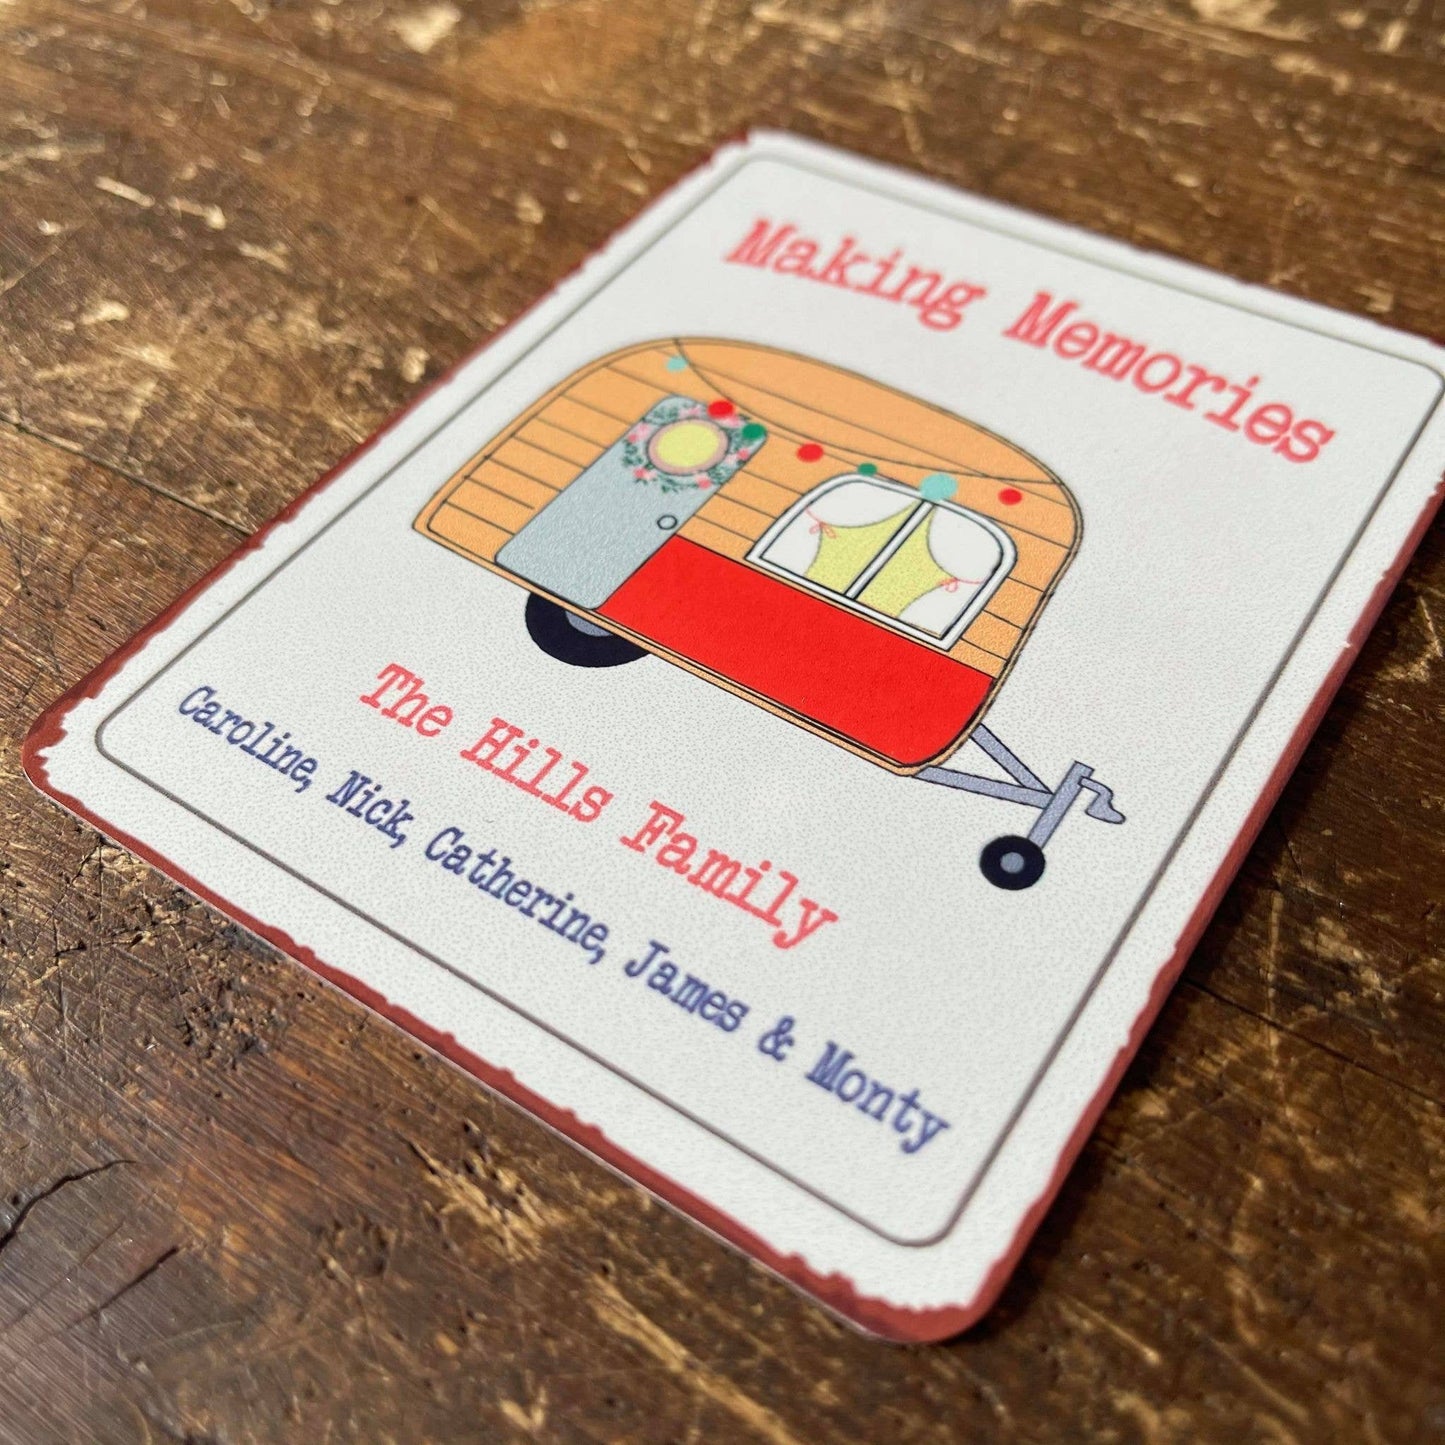 Making Memories
The Hills Family
Caroline, Nick, Catherine, James & Monty